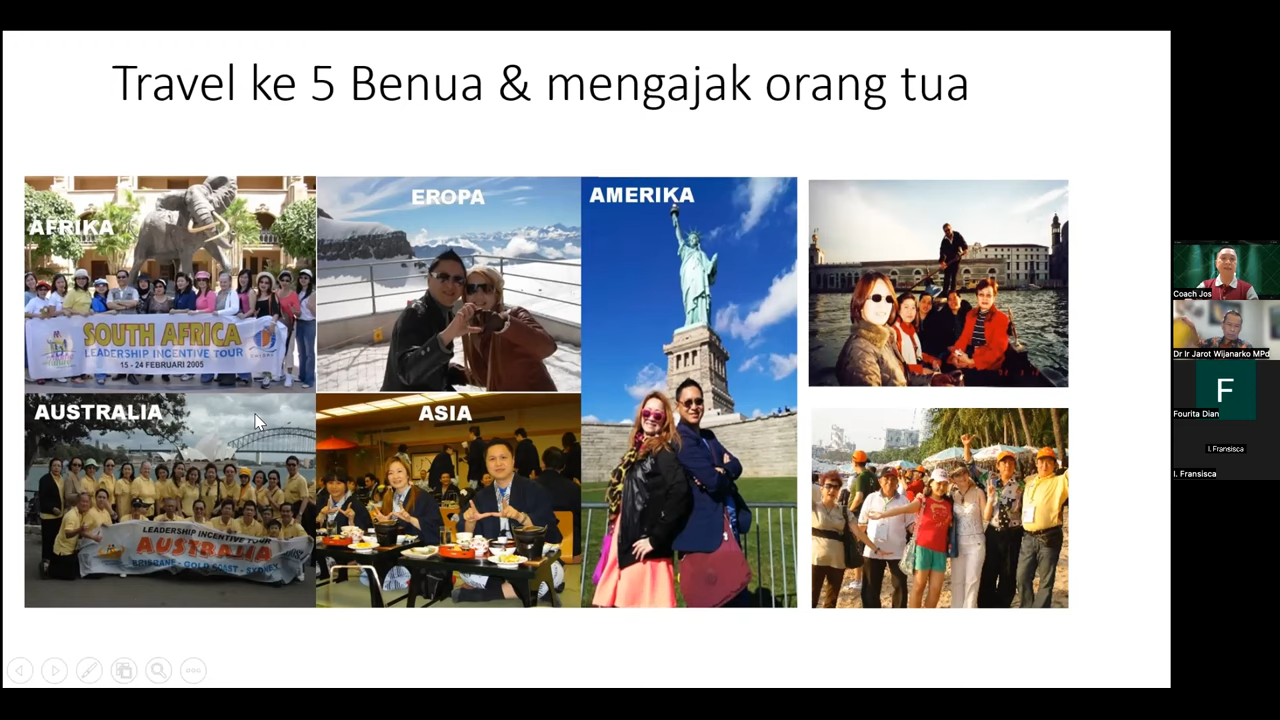 Travel ke 5 Benua & mengajak orang tua
AFRIKA
SOUTH AFRICA
LEADERSHIP INCENTIVE TOUR
15 - 24 FEBRUARI 2005
EROPA
AMERIKA
AUSTRALIA
LEADERSHIP INCENTIVE TOUR
AUSTRALIA
BRISBANE - GOLD COAST - SYDNEY
ASIA
Coach Jos
Dr Ir Jarot Wijanarko MPd
F
Fourita Dian
I. Fransisca
I. Fransisca